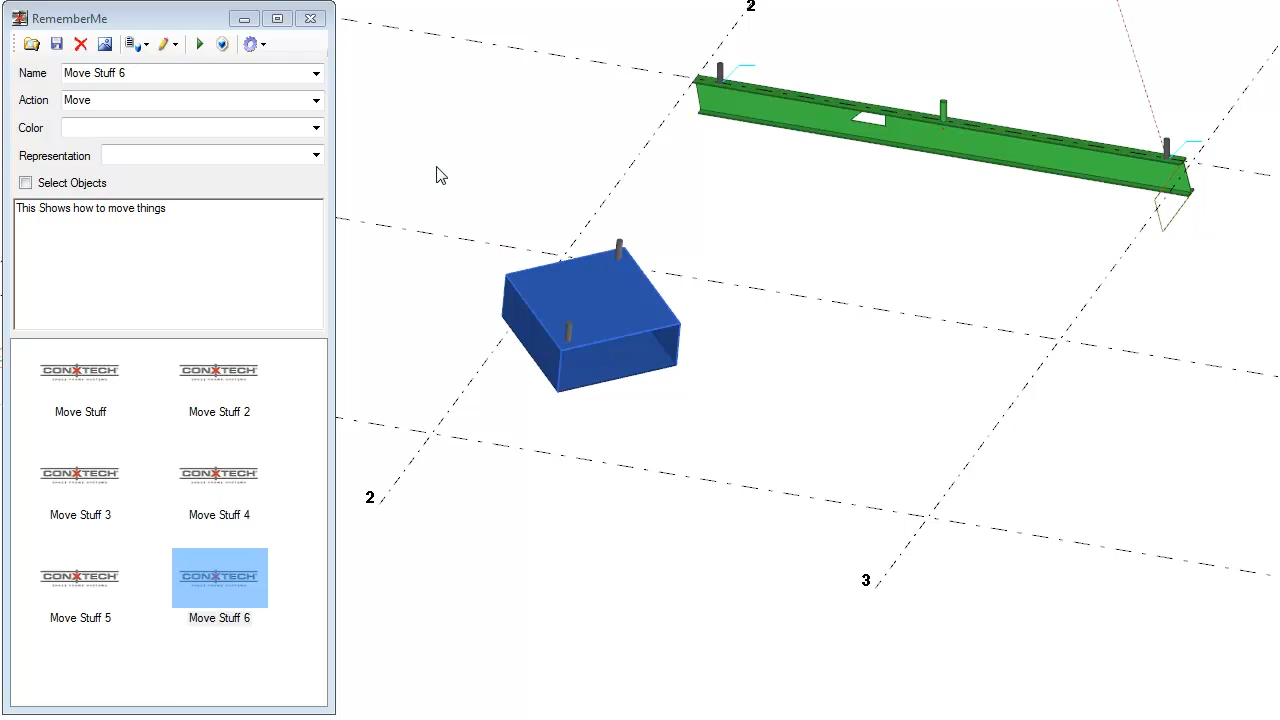 RememberMe
Name Move Stuff 6
Action Move
Color
Representation
Select Objects
This Shows how to move things
CONXTECH CONXTECH
Move Stuff Move Stuff 2
CONXTECH CONXTECH
Move Stuff 3 Move Stuff 4
CONXTECH CONXTECH
Move Stuff 5 Move Stuff 6
2
2
3